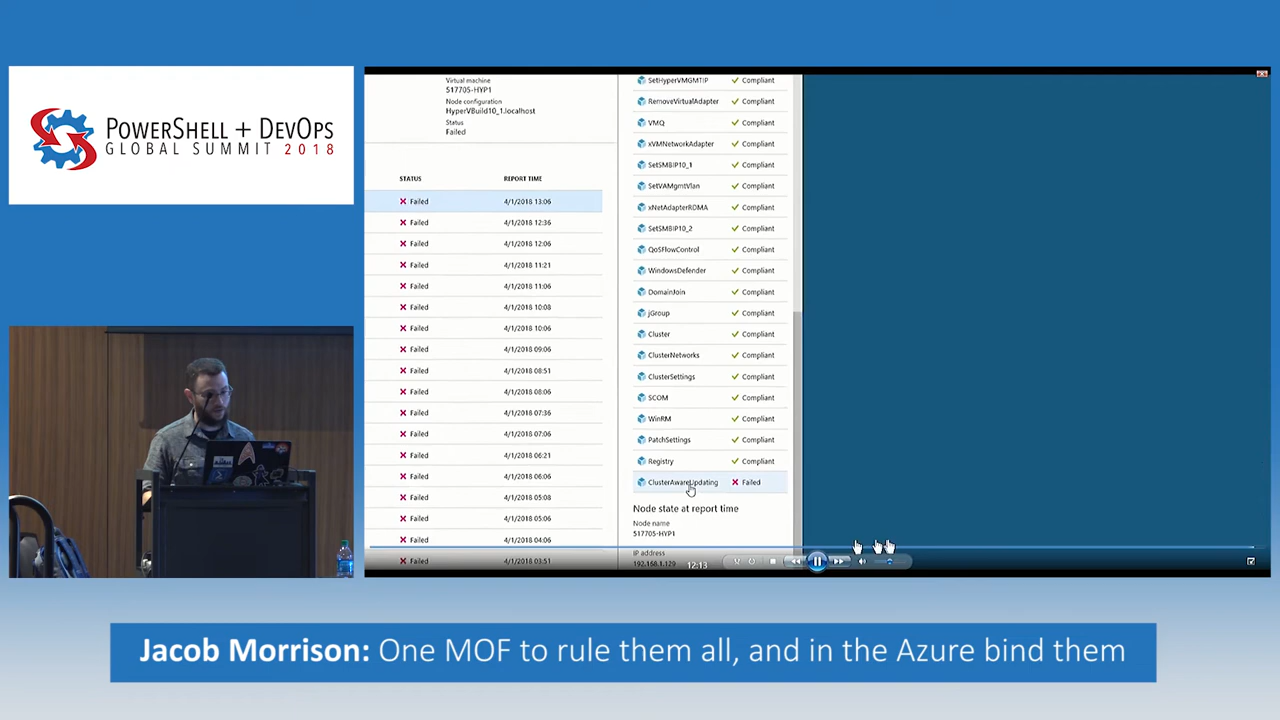 POWERSHELL + DEVOPS
GLOBAL SUMMIT 2018
Virtual machine
517705-HYP1
Node configuration
HyperVBuild10_1.localhost
Status
Failed
STATUS REPORT TIME
Failed 4/1/2018 13:06
Failed 4/1/2018 12:36
Failed 4/1/2018 12:06
Failed 4/1/2018 11:21
Failed 4/1/2018 11:06
Failed 4/1/2018 10:08
Failed 4/1/2018 10:06
Failed 4/1/2018 09:06
Failed 4/1/2018 08:51
Failed 4/1/2018 08:06
Failed 4/1/2018 07:36
Failed 4/1/2018 07:06
Failed 4/1/2018 06:21
Failed 4/1/2018 06:06
Failed 4/1/2018 05:08
Failed 4/1/2018 05:06
Failed 4/1/2018 04:06
Failed 4/1/2018 03:51
SetHyperVMGMTIP Compliant
RemoveVirtualAdapter Compliant
VMQ Compliant
xVMNetworkAdapter Compliant
SetSMBIP10_1 Compliant
SetVAMgmtVlan Compliant
xNetAdapterRDMA Compliant
SetSMBIP10_2 Compliant
QoSFlowControl Compliant
WindowsDefender Compliant
DomainJoin Compliant
jGroup Compliant
Cluster Compliant
ClusterNetworks Compliant
ClusterSettings Compliant
SCOM Compliant
WinRM Compliant
PatchSettings Compliant
Registry Compliant
ClusterAwareUpdating Failed
Node state at report time
Node name
517705-HYP1
IP address
192.168.1.129
12:13
Jacob Morrison: One MOF to rule them all, and in the Azure bind them